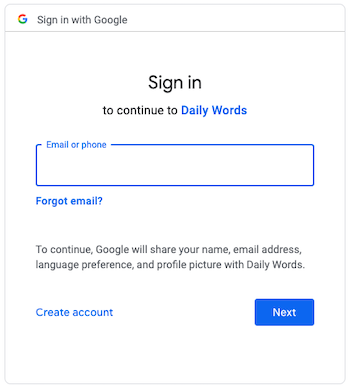 Sign in with Google
Sign in
to continue to Daily Words
Email or phone
Forgot email?
To continue, Google will share your name, email address,
language preference, and profile picture with Daily Words.
Create account
Next